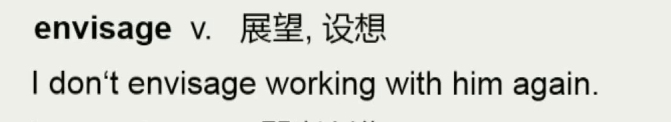 envisage v. 展望, 设想
I don‘t envisage working with him again.